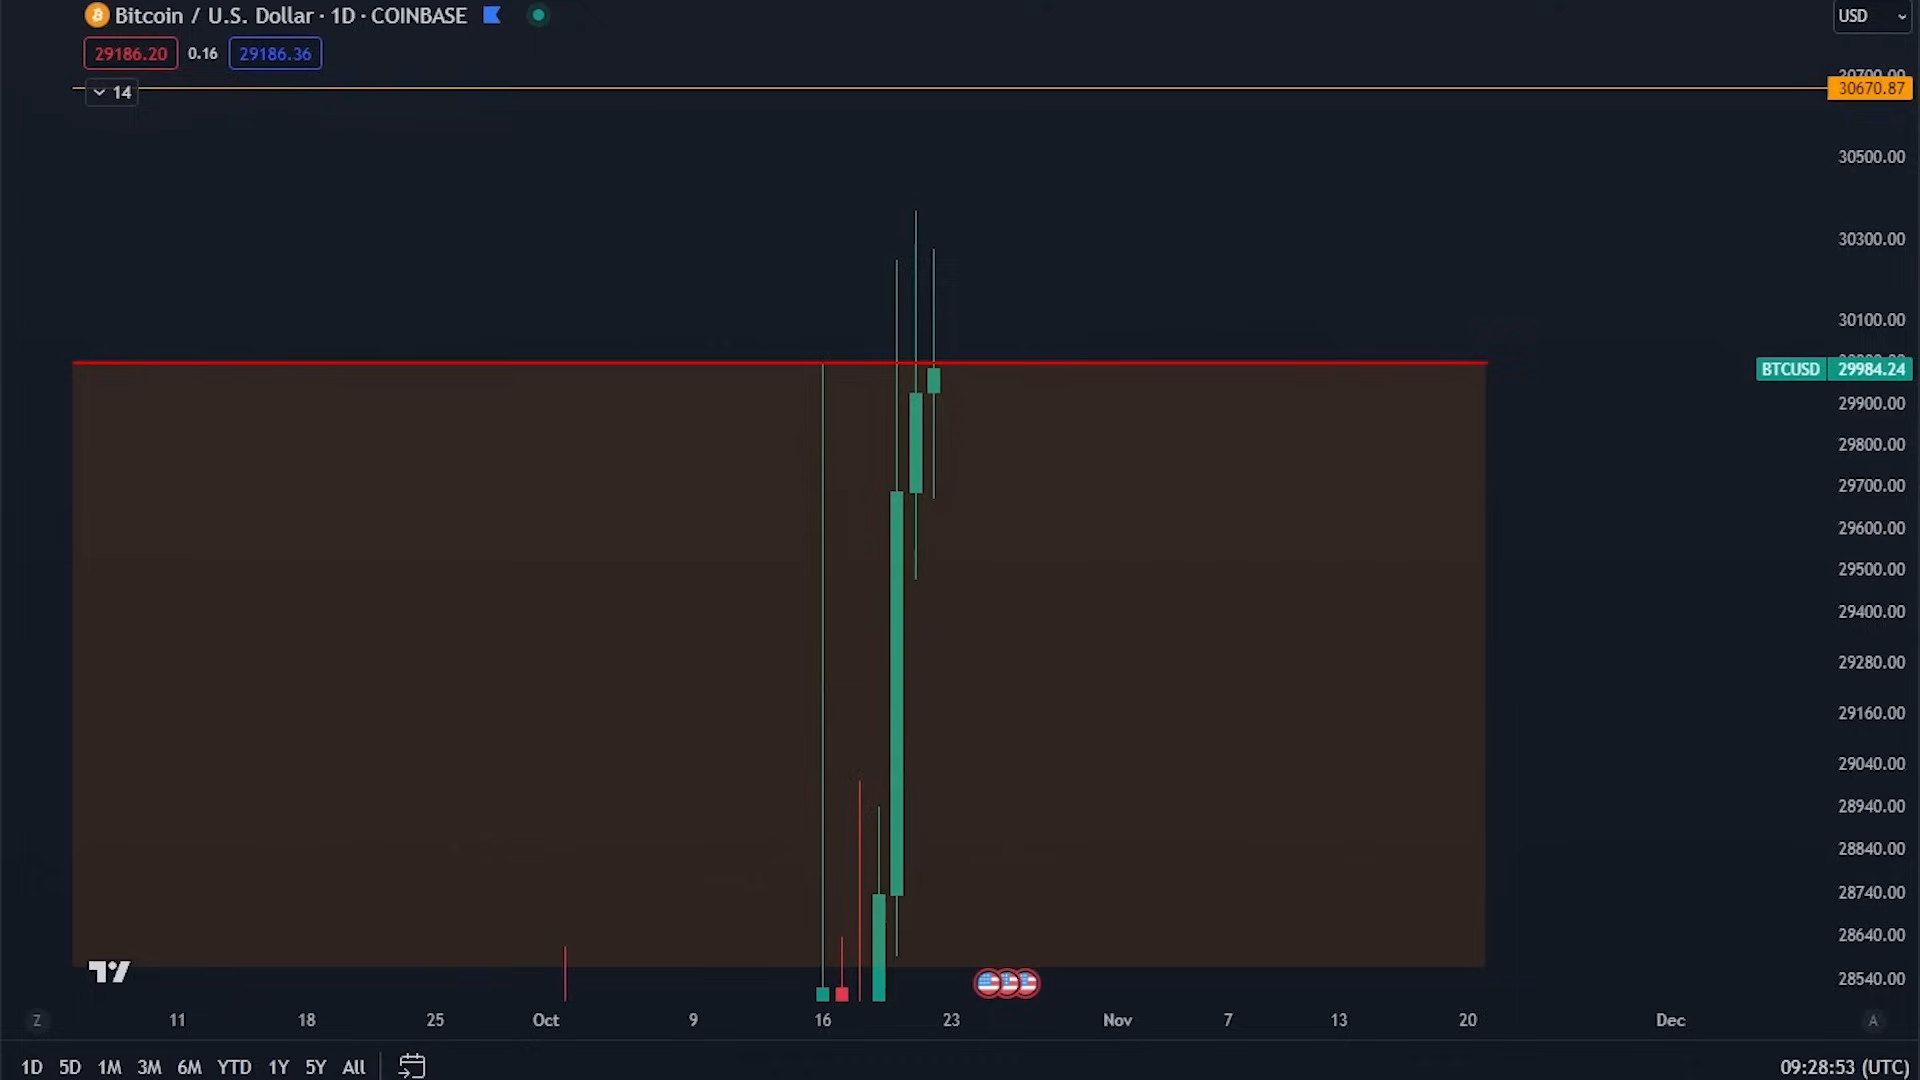 Bitcoin / U.S. Dollar · 1D · COINBASE
USD
29186.20 0.16 29186.36
14
30670.87
30500.00
30300.00
30100.00
BTCUSD 29984.24
29900.00
29800.00
29700.00
29600.00
29500.00
29400.00
29280.00
29160.00
29040.00
28940.00
28840.00
28740.00
28640.00
28540.00
Z 11 18 25 Oct 9 16 23 Nov 7 13 20 Dec A
1D 5D 1M 3M 6M YTD 1Y 5Y All
09:28:53 (UTC)